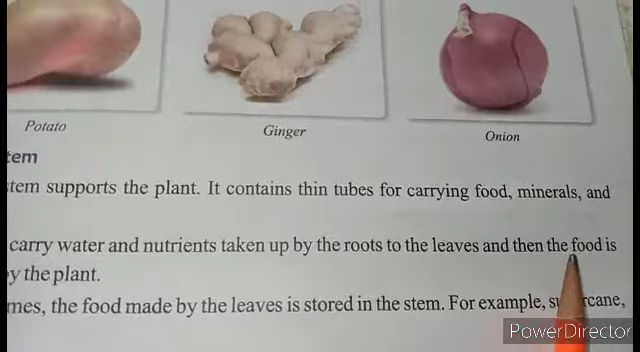 Potato
Ginger
Onion
tem
tem supports the plant. It contains thin tubes for carrying food, minerals, and
carry water and nutrients taken up by the roots to the leaves and then the food is
y the plant.
mes, the food made by the leaves is stored in the stem. For example,
PowerDirector